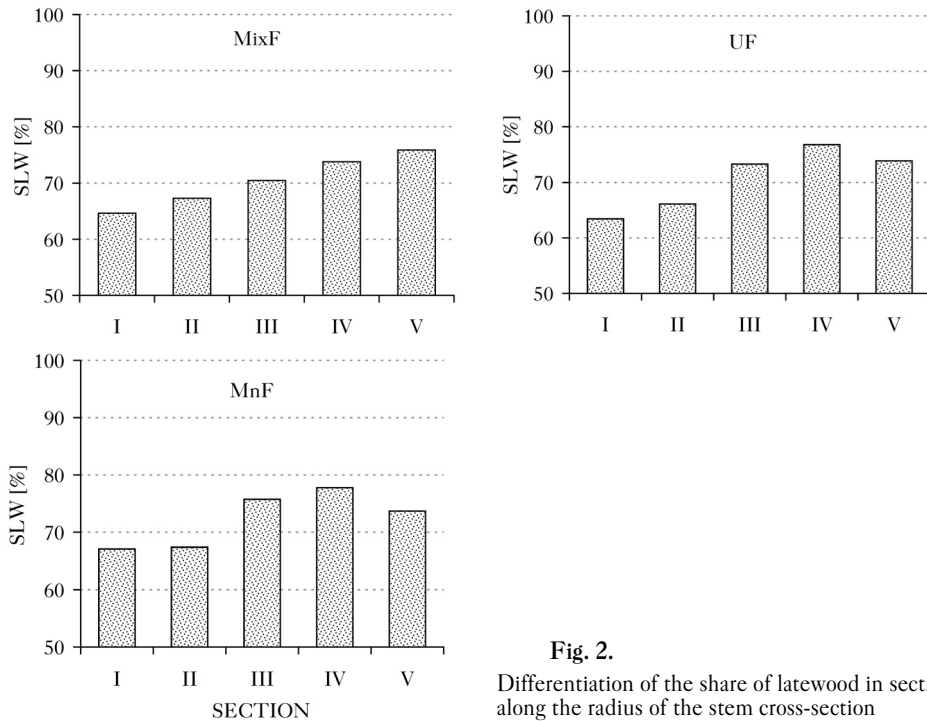 MixF
SLW [%]
100
90
80
70
60
50
I II III IV V
UF
SLW [%]
100
90
80
70
60
50
I II III IV V
MnF
SLW [%]
100
90
80
70
60
50
I II III IV V
SECTION
Fig. 2.
Differentiation of the share of latewood in
along the radius of the stem cross-section